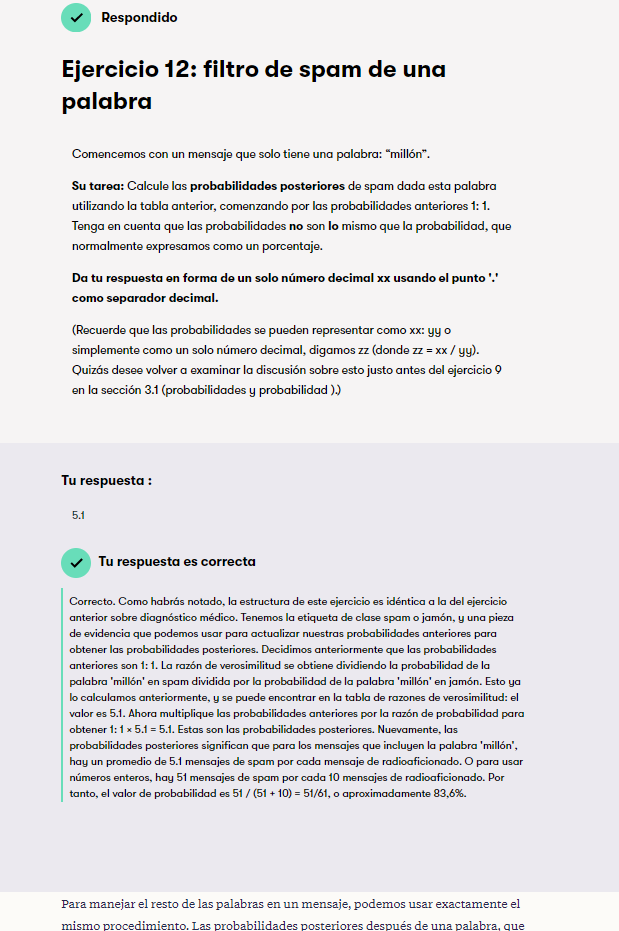 Respondido
Ejercicio 12: filtro de spam de una
palabra
Comencemos con un mensaje que solo tiene una palabra: “millón”.
Su tarea: Calcule las probabilidades posteriores de spam dada esta palabra
utilizando la tabla anterior, comenzando por las probabilidades anteriores 1: 1.
Tenga en cuenta que las probabilidades no son lo mismo que la probabilidad, que
normalmente expresamos como un porcentaje.
Da tu respuesta en forma de un solo número decimal xx usando el punto '.'
como separador decimal.
(Recuerde que las probabilidades se pueden representar como xx: yy o
simplemente como un solo número decimal, digamos zz (donde zz = xx / yy).
Quizás desee volver a examinar la discusión sobre esto justo antes del ejercicio 9
en la sección 3.1 (probabilidades y probabilidad ).)
Tu respuesta :
5.1
Tu respuesta es correcta
Correcto. Como habrás notado, la estructura de este ejercicio es idéntica a la del ejercicio
anterior sobre diagnóstico médico. Tenemos la etiqueta de clase spam o jamón, y una pieza
de evidencia que podemos usar para actualizar nuestras probabilidades anteriores para
obtener las probabilidades posteriores. Decidimos anteriormente que las probabilidades
anteriores son 1: 1. La razón de verosimilitud se obtiene dividiendo la probabilidad de la
palabra 'millón' en spam dividida por la probabilidad de la palabra 'millón' en jamón. Esto ya
lo calculamos anteriormente, y se puede encontrar en la tabla de razones de verosimilitud: el
valor es 5.1. Ahora multiplique las probabilidades anteriores por la razón de probabilidad para
obtener 1: 1 × 5.1 = 5.1. Estas son las probabilidades posteriores. Nuevamente, las
probabilidades posteriores significan que para los mensajes que incluyen la palabra 'millón',
hay un promedio de 5.1 mensajes de spam por cada mensaje de radioaficionado. O para usar
números enteros, hay 51 mensajes de spam por cada 10 mensajes de radioaficionado. Por
tanto, el valor de probabilidad es 51 / (51 + 10) = 51/61, o aproximadamente 83,6%.
Para manejar el resto de las palabras en un mensaje, podemos usar exactamente el
mismo procedimiento. Las probabilidades posteriores después de una palabra, que